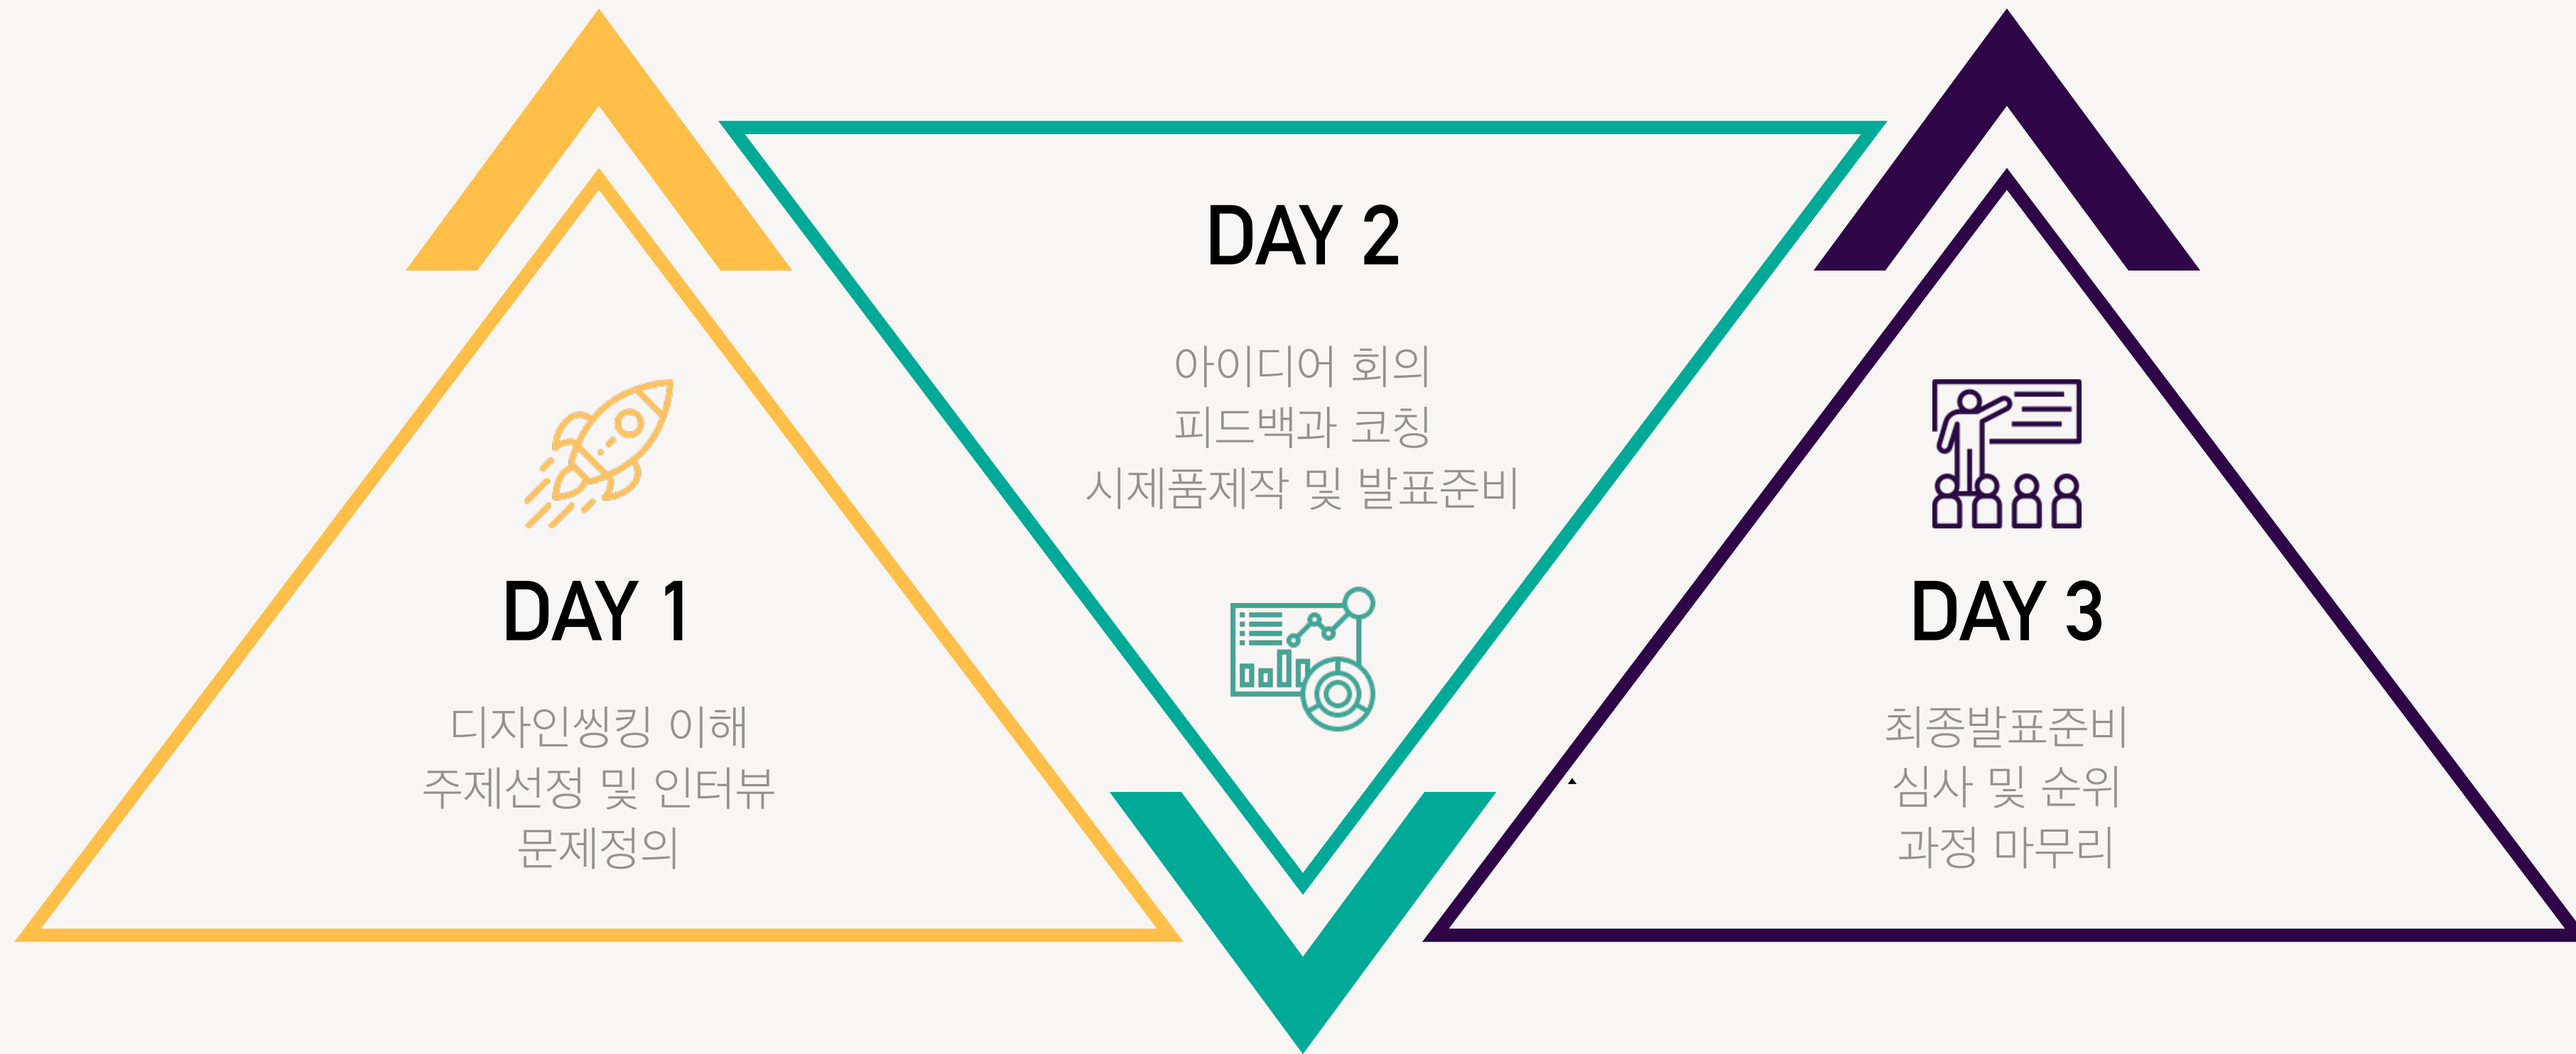 DAY 1
디자인씽킹 이해
주제선정 및 인터뷰
문제정의
DAY 2
아이디어 회의
피드백과 코칭
시제품제작 및 발표준비
DAY 3
최종발표준비
심사 및 순위
과정 마무리